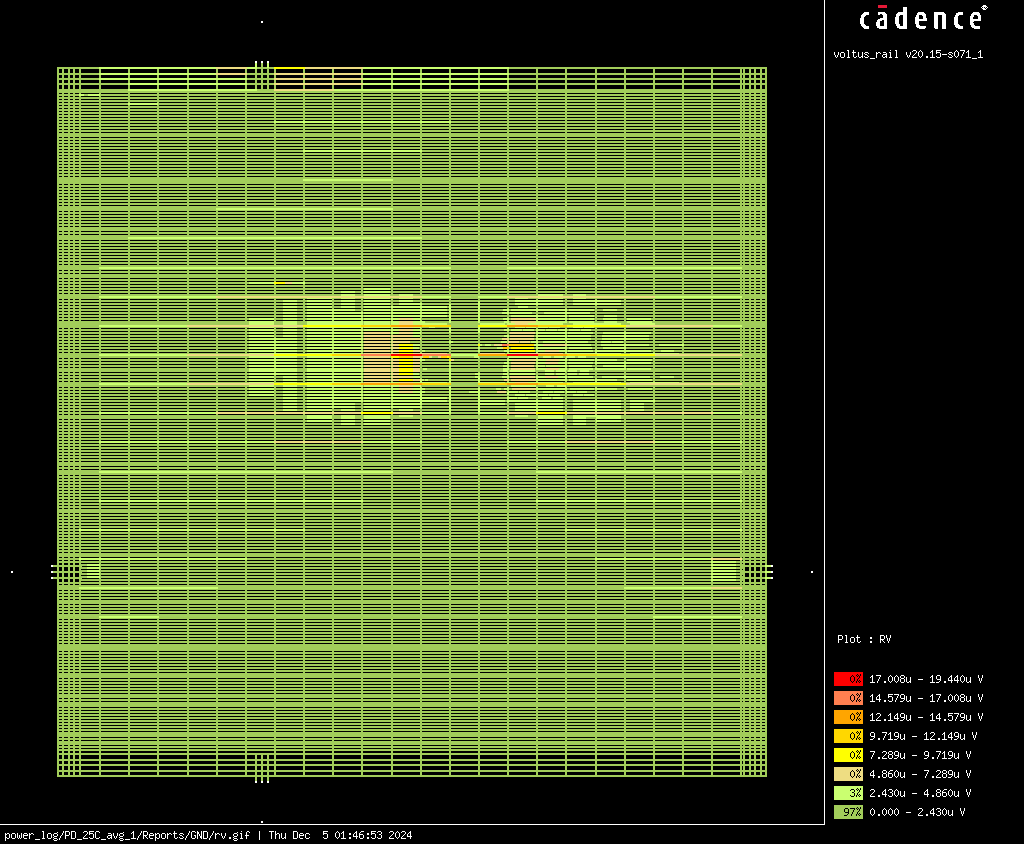 cādence®
voltus_rail v20.15-s071_1
Plot : RV
0% 17.008u - 19.440u V
0% 14.579u - 17.008u V
0% 12.149u - 14.579u V
0% 9.719u - 12.149u V
0% 7.289u - 9.719u V
0% 4.860u - 7.289u V
3% 2.430u - 4.860u V
97% 0.000 - 2.430u V
power_log/PD_25C_avg_1/Reports/GND/rv.gif | Thu Dec  5 01:46:53 2024